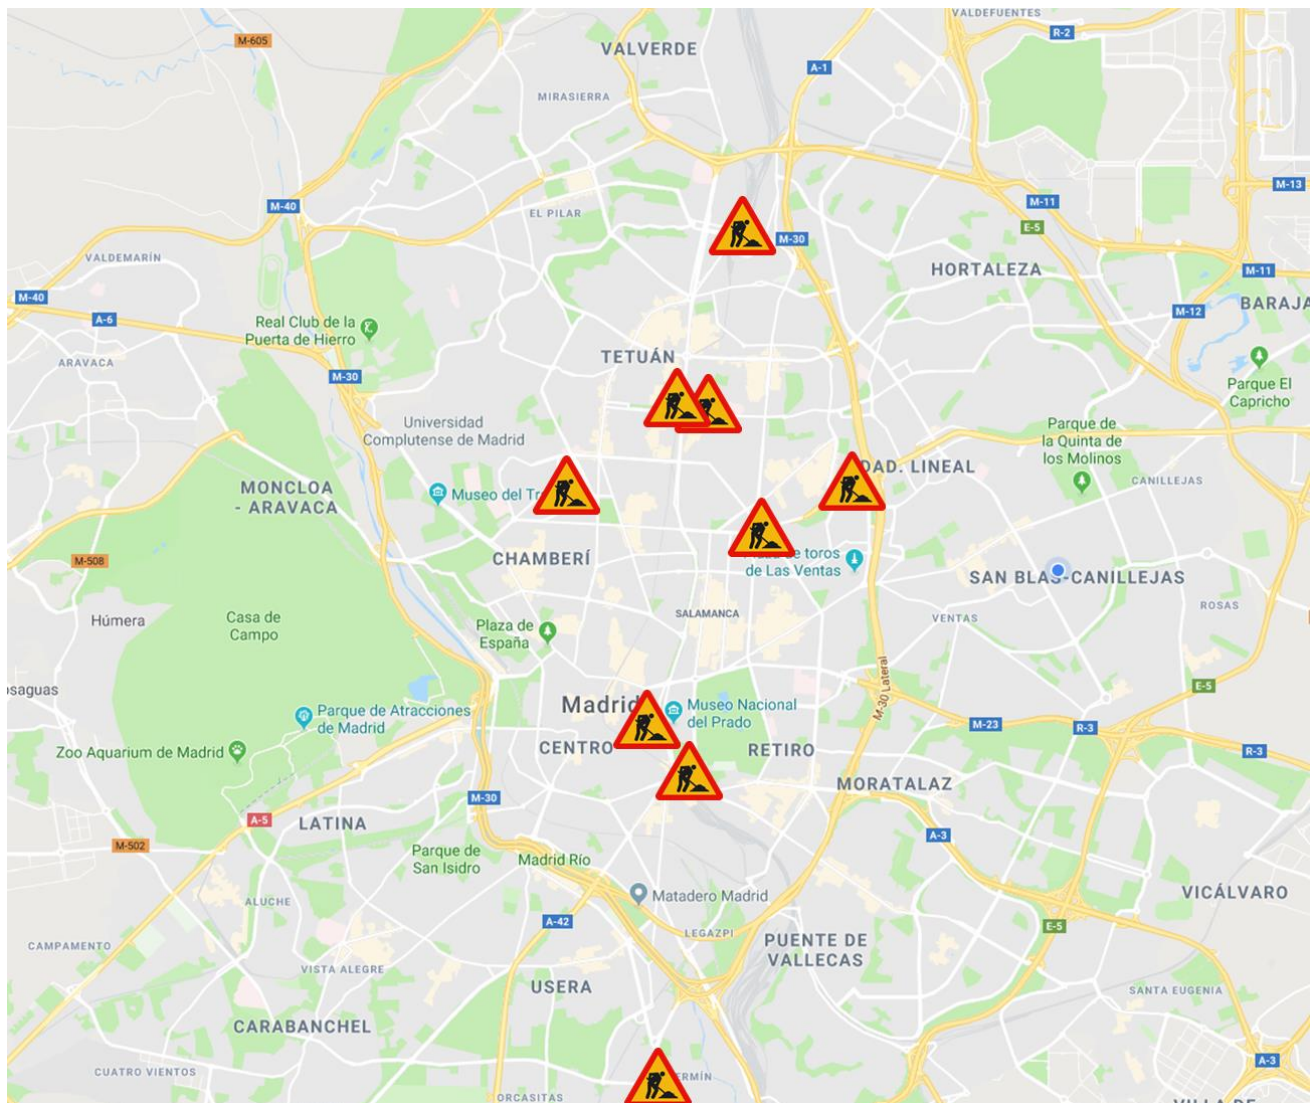 VALDEFUENTES
M-605
R-2
VALVERDE
A-1
MIRASIERRA
M-13
M-40
EL PILAR
M-11
E-5
M-30
VALDEMARÍN
HORTALEZA
M-11
M-40
BARAJA
A-6
M-12
Real Club de la
Puerta de Hierro
TETUÁN
ARAVACA
M-30
Parque El
Capricho
Universidad
Complutense de Madrid
Parque de
la Quinta de
los Molinos
DAD. LINEAL
CANILLEJAS
MONCLOA
- ARAVACA
Museo del Tr
CHAMBERÍ
de toros
de Las Ventas
M-508
SAN BLAS-CANILLEJAS
ROSAS
Húmera
Casa de
Campo
Plaza de
España
SALAMANCA
VENTAS
osaguas
E-5
M-30 Lateral
Madrid
Museo Nacional
del Prado
Parque de Atracciones
de Madrid
M-23
R-3
Zoo Aquarium de Madrid
CENTRO
RETIRO
R-3
MORATALAZ
M-30
A-5
LATINA
A-3
M-502
Parque de
San Isidro
Madrid Río
Matadero Madrid
VICÁLVARO
ALUCHE
A-42
LEGAZPI
E-5
CAMPAMENTO
PUENTE DE
VALLECAS
VISTA ALEGRE
USERA
SANTA EUGENIA
CARABANCHEL
A-3
CUATRO VIENTOS
ERMÍN
ORCASITAS
VILLA DE